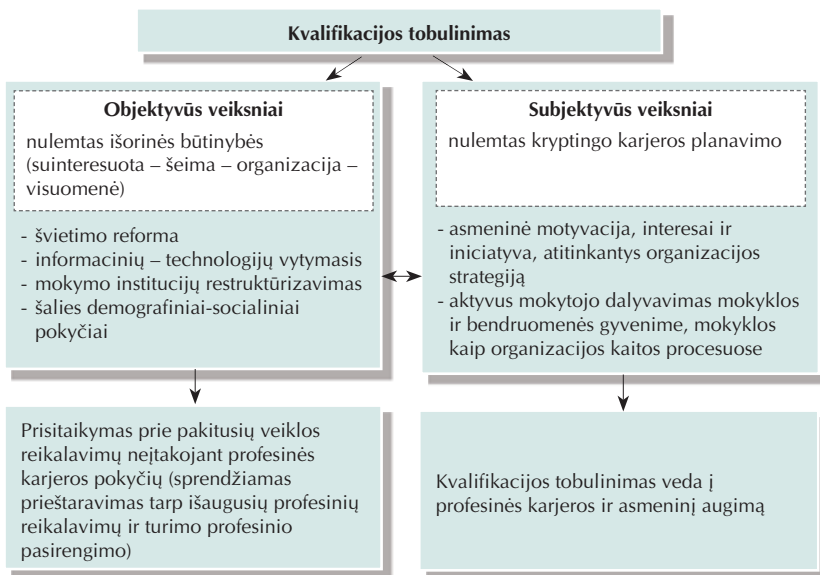 Kvalifikacijos tobulinimas
Objektyvūs veiksniai
nulemtas išorinės būtinybės
(suinteresuota – šeima – organizacija –
visuomenė)
- švietimo reforma
- informacinių – technologijų vytymasis
- mokymo institucijų restruktūrizavimas
- šalies demografiniai-socialiniai
pokyčiai
Subjektyvūs veiksniai
nulemtas kryptingo karjeros planavimo
- asmeninė motyvacija, interesai ir
iniciatyva, atitinkantys organizacijos
strategiją
- aktyvus mokytojo dalyvavimas mokyklos
ir bendruomenės gyvenime, mokyklos
kaip organizacijos kaitos procesuose
Prisitaikymas prie pakitusių veiklos
reikalavimų neįtakojant profesinės
karjeros pokyčių (sprendžiamas
prieštaravimas tarp išaugusių profesinių
reikalavimų ir turimo profesinio
pasirengimo)
Kvalifikacijos tobulinimas veda į
profesinės karjeros ir asmeninį augimą